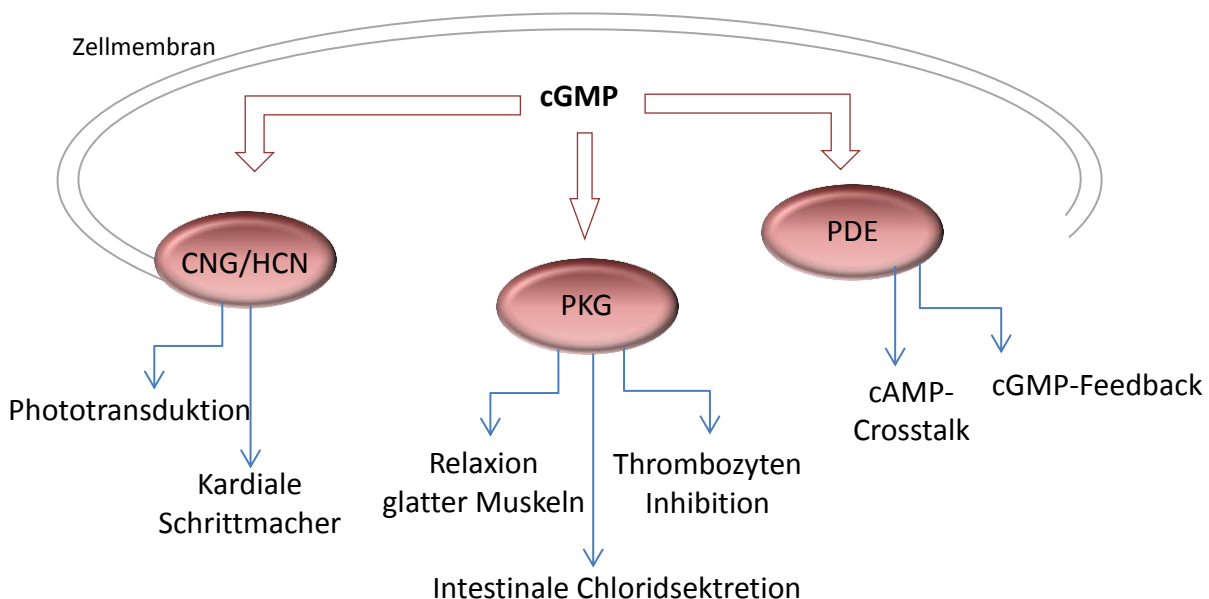 Zellmembran
cGMP
CNG/HCN
PKG
PDE
Phototransduktion
Kardiale
Schrittmacher
Relaxion
glatter Muskeln
Intestinale Chloridsektretion
Thrombozyten
Inhibition
cAMP-
Crosstalk
cGMP-Feedback